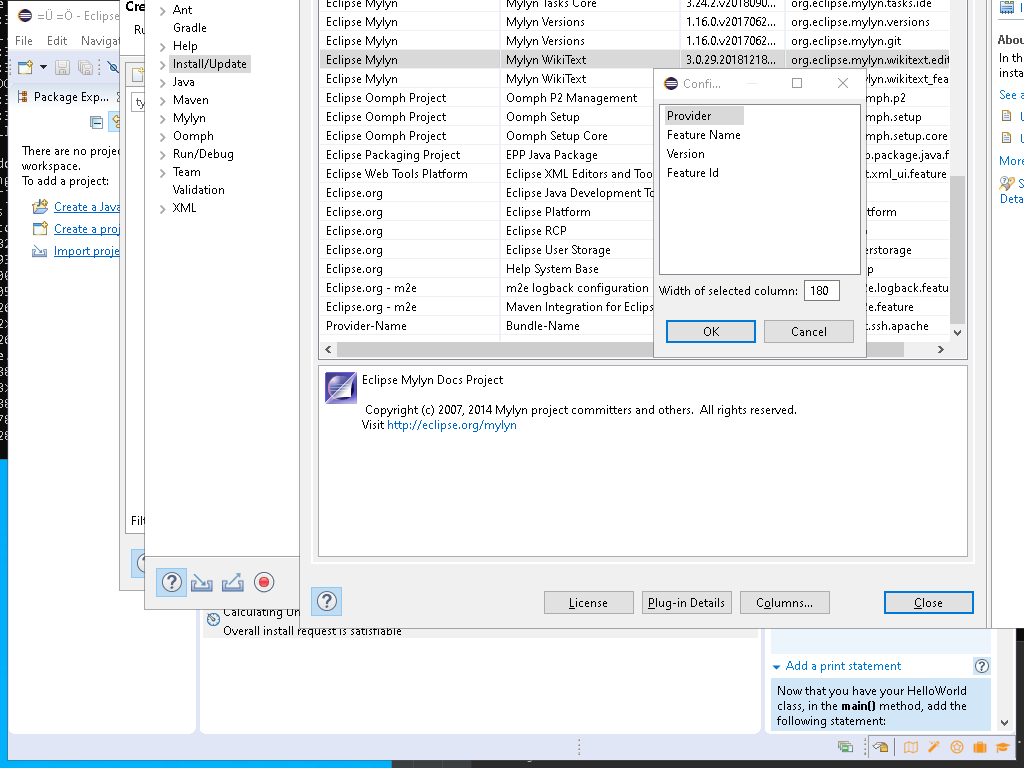 =Ü =Ö - Eclipse
File Edit Navigat
Package Exp...
There are no projec
workspace.
To add a project:
Create a Java
Create a proj
Import proje
Cre
Ru
ty
Filt
Ant
Gradle
Help
Install/Update
Java
Maven
Mylyn
Oomph
Run/Debug
Team
Validation
XML
Eclipse Mylyn Mylyn Tasks Core 3.24.2.v2018090... org.eclipse.mylyn.tasks.ide
Eclipse Mylyn Mylyn Versions 1.16.0.v2017062... org.eclipse.mylyn.versions
Eclipse Mylyn Mylyn Versions 1.16.0.v2017062... org.eclipse.mylyn.git
Eclipse Mylyn Mylyn WikiText 3.0.29.20181218... org.eclipse.mylyn.wikitext.edit
Eclipse Mylyn Mylyn WikiText mylyn.wikitext_fea
Eclipse Oomph Project Oomph P2 Management mph.p2
Eclipse Oomph Project Oomph Setup mph.setup
Eclipse Oomph Project Oomph Setup Core mph.setup.core
Eclipse Packaging Project EPP Java Package p.package.java.f
Eclipse Web Tools Platform Eclipse XML Editors and Too t.xml_ui.feature
Eclipse.org Eclipse Java Development To
Eclipse.org Eclipse Platform tform
Eclipse.org Eclipse RCP
Eclipse.org Eclipse User Storage erstorage
Eclipse.org Help System Base p
Eclipse.org - m2e m2e logback configuration 2e.logback.featu
Eclipse.org - m2e Maven Integration for Eclips 2e.feature
Provider-Name Bundle-Name t.ssh.apache
Confi...
Provider
Feature Name
Version
Feature Id
Width of selected column: 180
OK Cancel
Eclipse Mylyn Docs Project
Copyright (c) 2007, 2014 Mylyn project committers and others. All rights reserved.
Visit http://eclipse.org/mylyn
License Plug-in Details Columns... Close
Abou
In th
insta
See a
More
S
Deta
Calculating Un
Overall install request is satisfiable
Add a print statement
Now that you have your HelloWorld
class, in the main() method, add the
following statement: